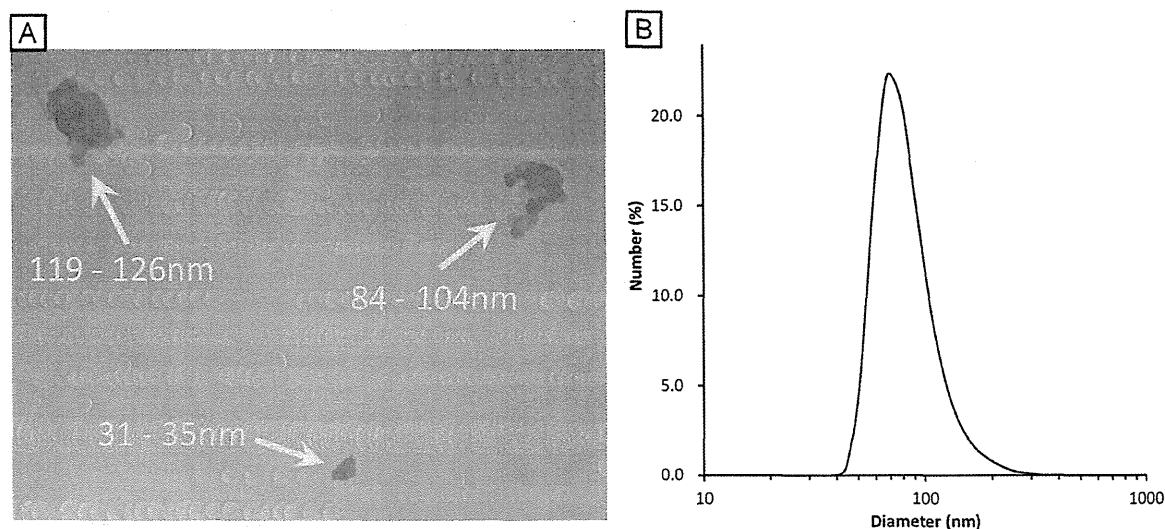 A
119 - 126nm
84 - 104nm
31 - 35nm
B
Number (%)
20.0
15.0
10.0
5.0
0.0
10
100
1000
Diameter (nm)